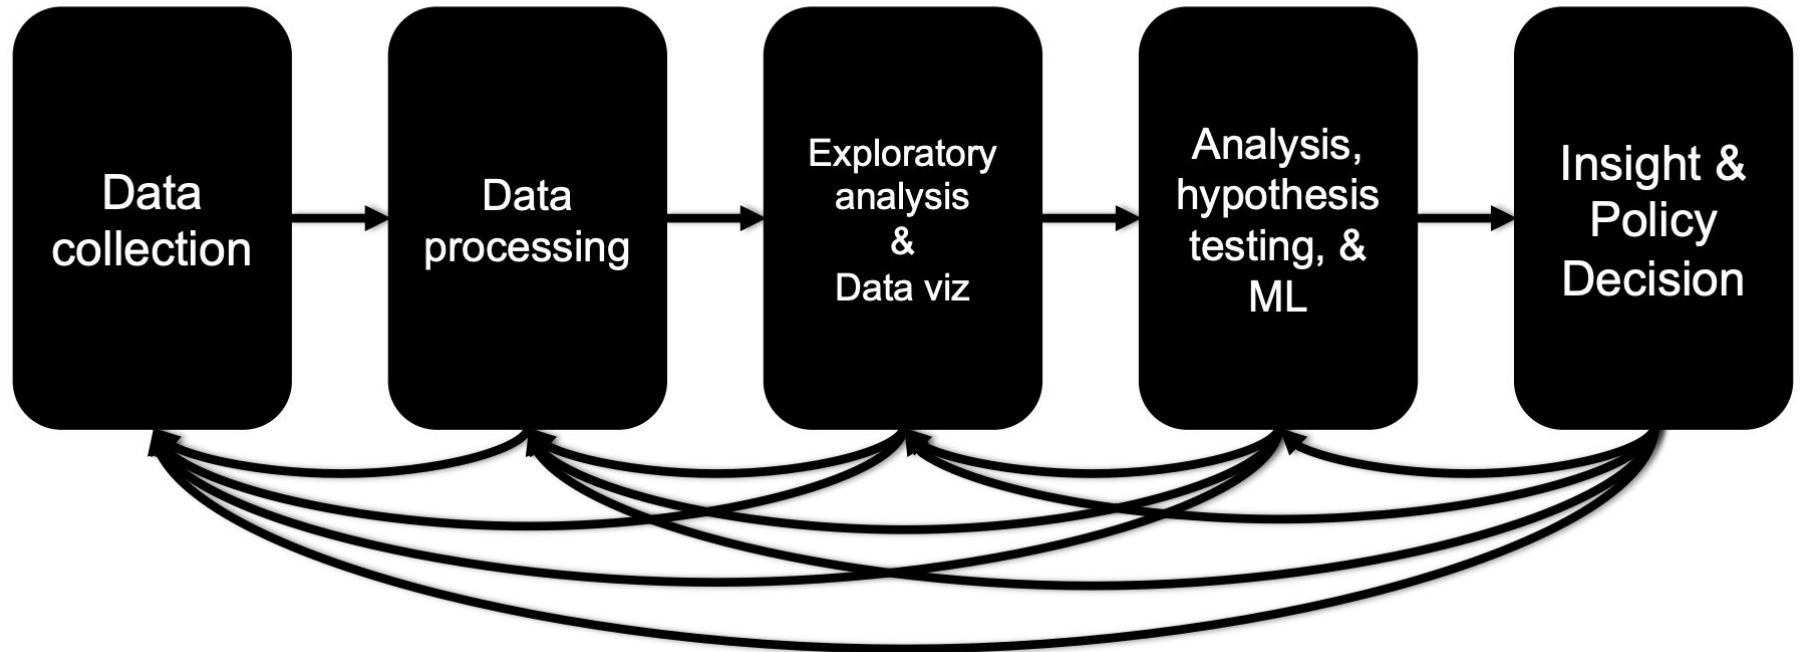 Data
collection
Data
processing
Exploratory
analysis
&
Data viz
Analysis,
hypothesis
testing, &
ML
Insight &
Policy
Decision